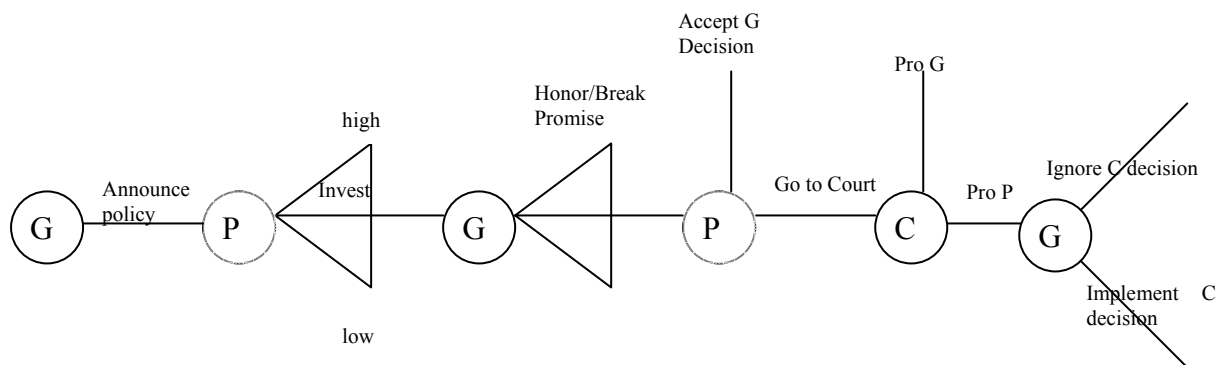 Accept G
Decision
Pro G
Honor/Break
Promise
high
Ignore C decision
Announce
policy
Invest
Go to Court
Pro P
G
P
G
P
C
G
Implement C
decision
low